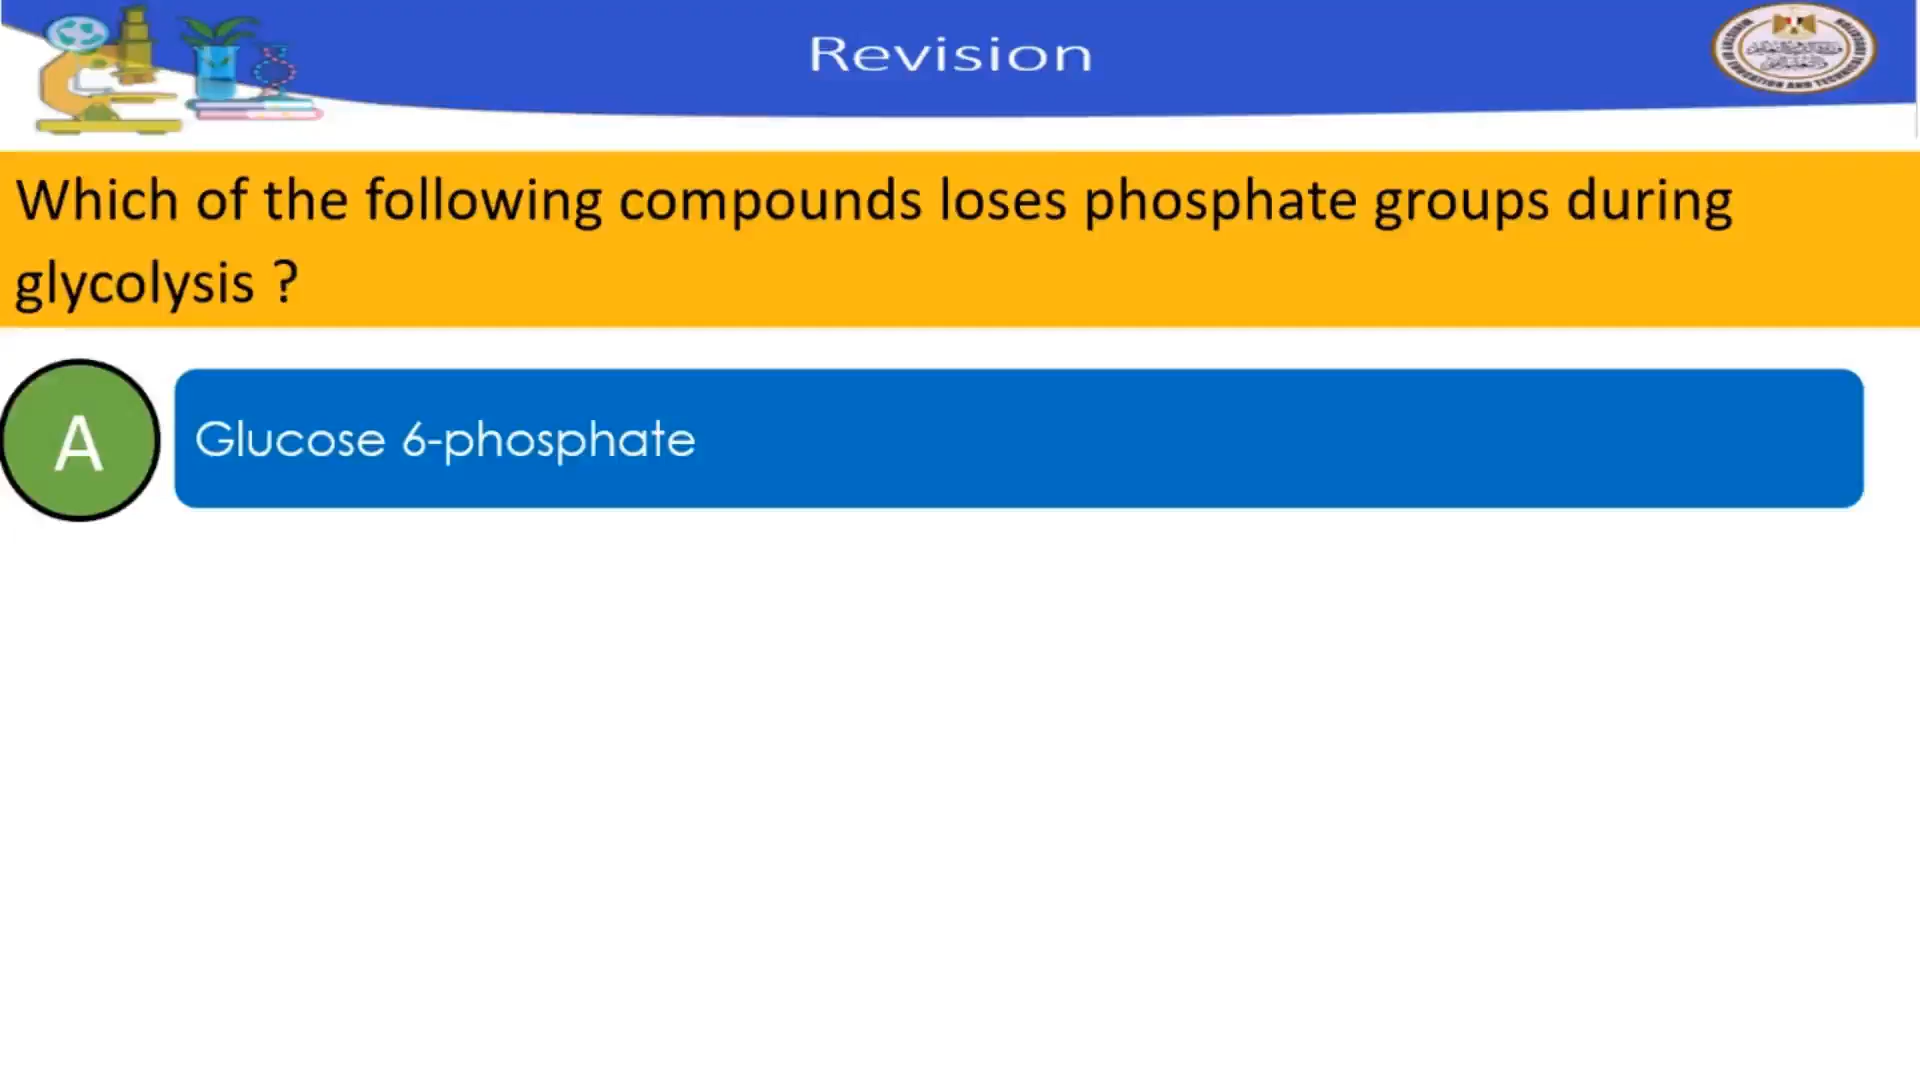 Revision
Which of the following compounds loses phosphate groups during
glycolysis ?
A
Glucose 6-phosphate